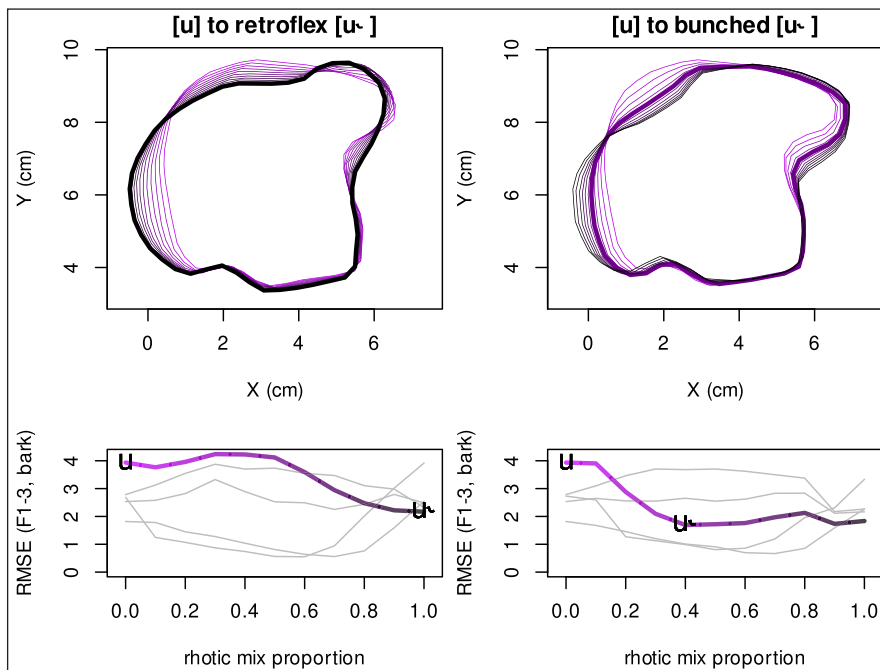 [u] to retroflex [u˞ ]
[u] to bunched [u˞ ]
Y (cm)
4
6
8
10
0
2
4
6
X (cm)
Y (cm)
4
6
8
10
0
2
4
6
X (cm)
RMSE (F1-3, bark)
0
1
2
3
4
u
u˞
0.0
0.2
0.4
0.6
0.8
1.0
rhotic mix proportion
RMSE (F1-3, bark)
0
1
2
3
4
u
u˞
0.0
0.2
0.4
0.6
0.8
1.0
rhotic mix proportion